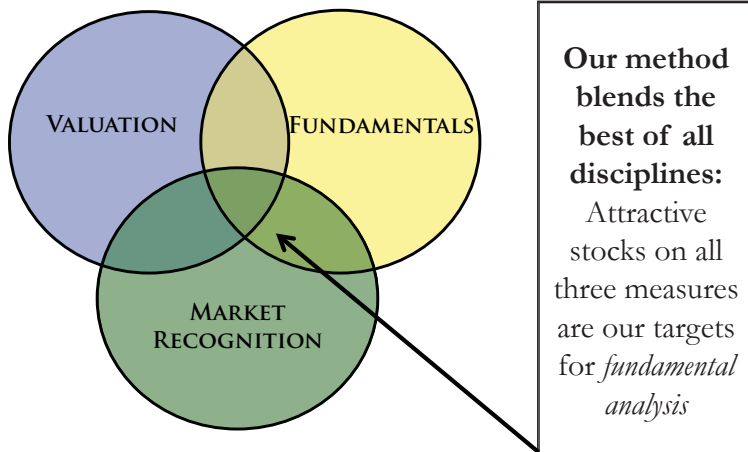 VALUATION
FUNDAMENTALS
MARKET
RECOGNITION
Our method
blends the
best of all
disciplines:
Attractive
stocks on all
three measures
are our targets
for fundamental
analysis